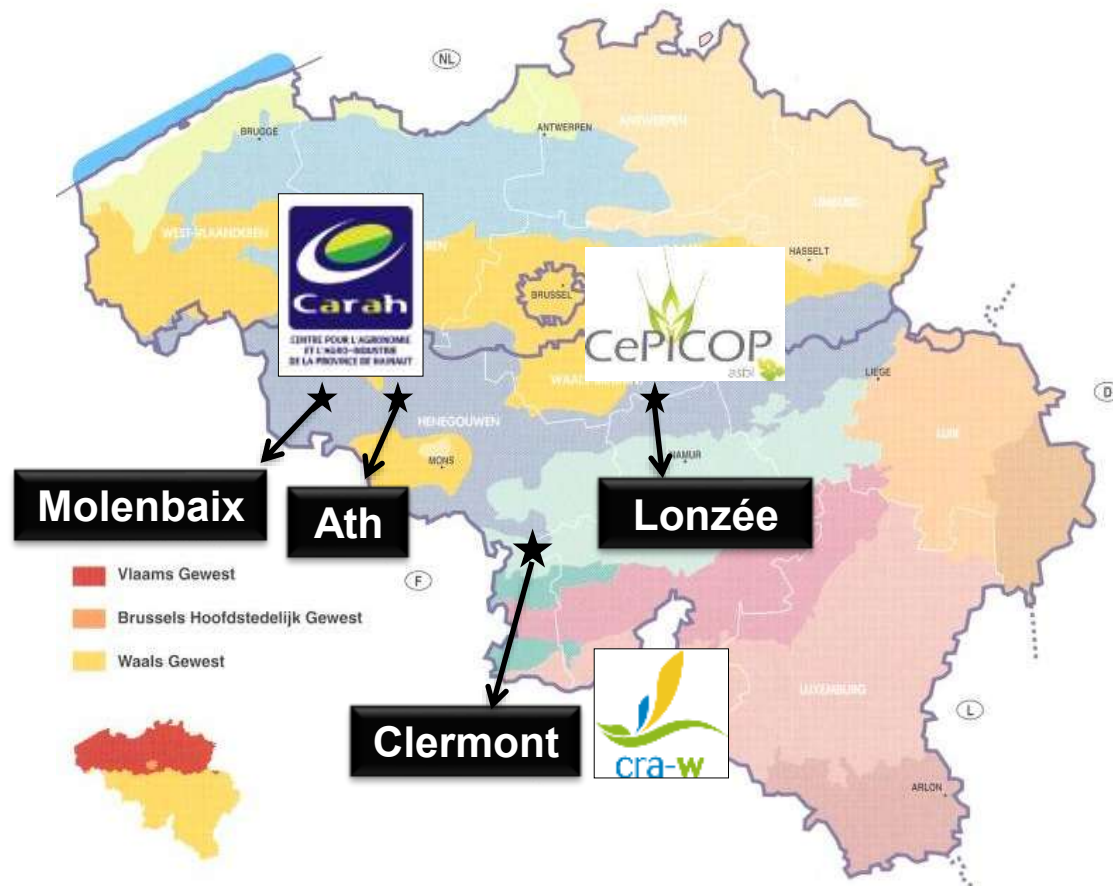 NL
BRUGGE
ANTWERPEN
ANTWERPEN
LIMBURG
WEST-VLAANDEREN
HASSELT
BRUSSEL
Carah
CENTRE POUR L'AGRONOMIE
ET L'AGRO-INDUSTRIE
DE LA PROVINCE DE HAINAUT
CePiCOP
asbl
LIEGE
D
HENEGOUWEN
LUIK
MONS
NAMUR
Molenbaix
Ath
Lonzée
F
Vlaams Gewest
Brussels Hoofdstedelijk Gewest
Waals Gewest
LUXEMBURG
L
Clermont
cra-w
ARLON
L